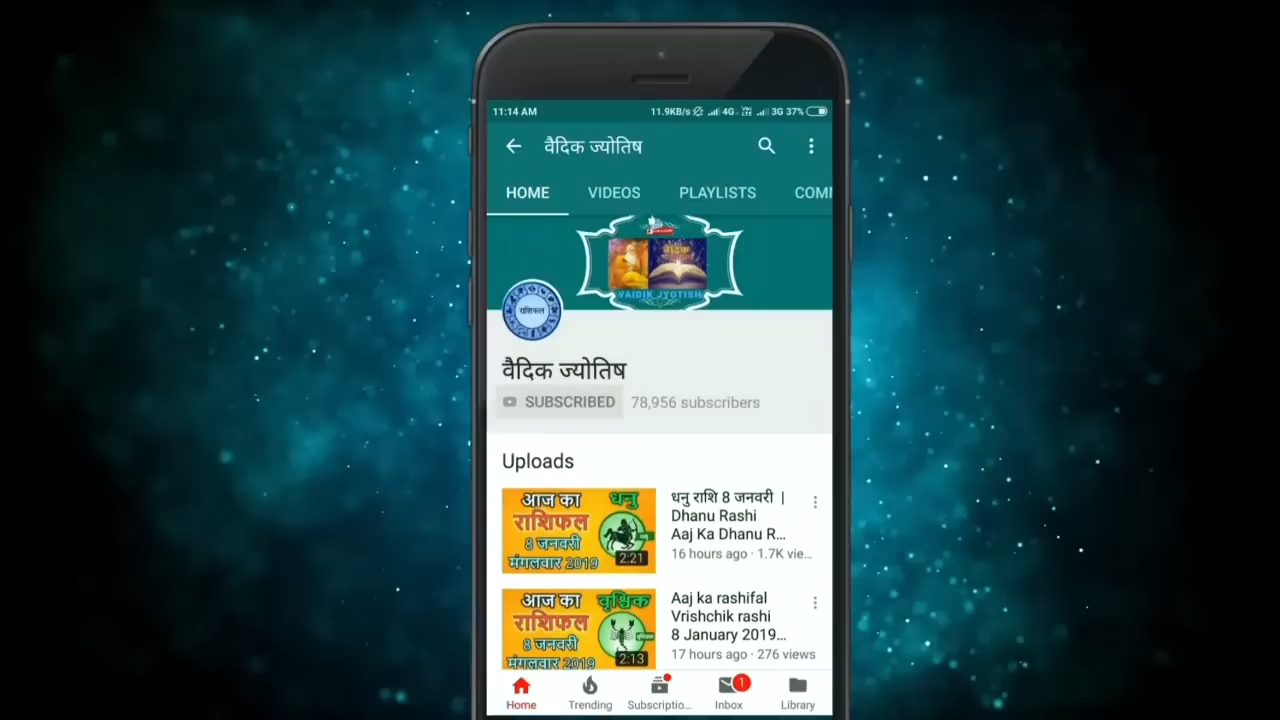 11:14 AM
11.9KB/s 4G VoLTE 3G 37%
वैदिक ज्योतिष
HOME VIDEOS PLAYLISTS COMM
वैदिक
VAIDIK JYOTISH
राशिफल
वैदिक ज्योतिष
SUBSCRIBED 78,956 subscribers
Uploads
आज का धनु
राशिफल
8 जनवरी
मंगलवार 2019
2:21
धनु राशि 8 जनवरी |
Dhanu Rashi
Aaj Ka Dhanu R...
16 hours ago · 1.7K vie...
आज का वृश्चिक
राशिफल
8 जनवरी
मंगलवार 2019
2:13
Aaj ka rashifal
Vrishchik rashi
8 January 2019...
17 hours ago · 276 views
1
Home Trending Subscriptio... Inbox Library